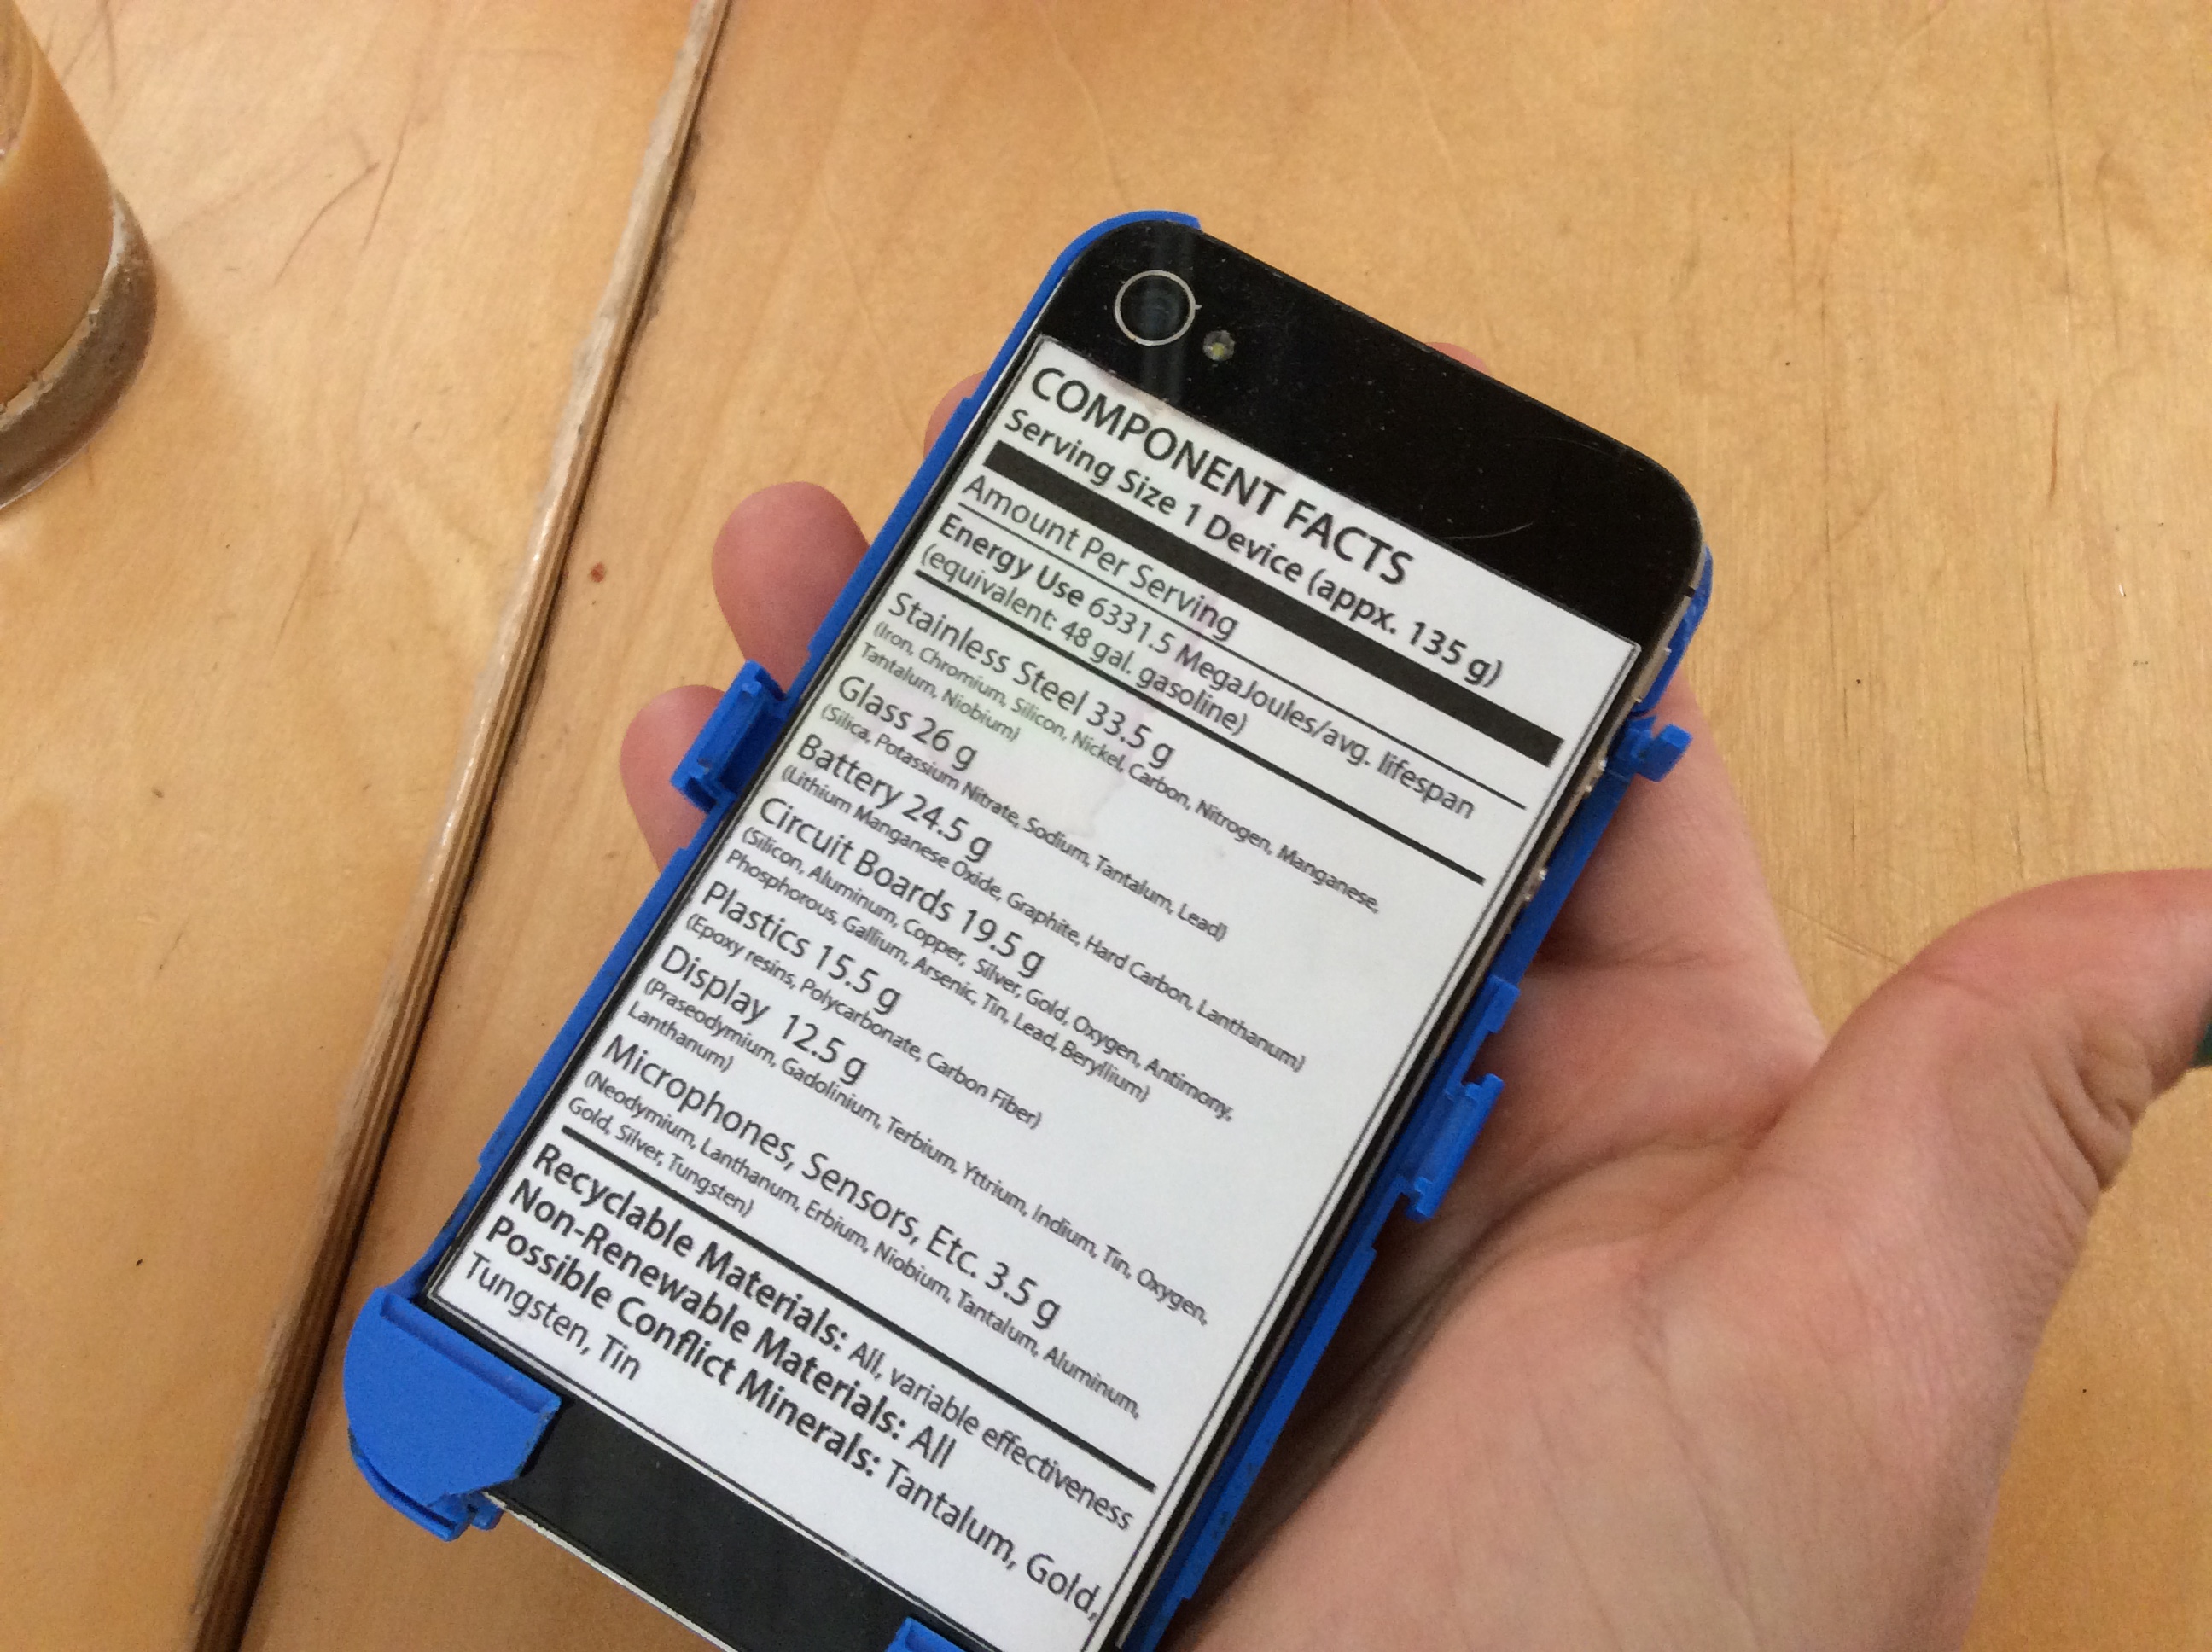 COMPONENT FACTS
Serving Size 1 Device (appx. 135 g)
Amount Per Serving
Energy Use 6331.5 MegaJoules/avg. lifespan
(equivalent: 48 gal. gasoline)
Stainless Steel 33.5 g
(Iron, Chromium, Silicon, Nickel, Carbon, Nitrogen, Manganese,
Tantalum, Niobium)
Glass 26 g
(Silica, Potassium Nitrate, Sodium, Tantalum, Lead)
Battery 24.5 g
(Lithium Manganese Oxide, Graphite, Hard Carbon, Lanthanum)
Circuit Boards 19.5 g
(Silicon, Aluminum, Copper, Silver, Gold, Oxygen, Antimony,
Phosphorous, Gallium, Arsenic, Tin, Lead, Beryllium)
Plastics 15.5 g
(Epoxy resins, Polycarbonate, Carbon Fiber)
Display 12.5 g
(Praseodymium, Gadolinium, Terbium, Yttrium, Indium, Tin, Oxygen,
Lanthanum)
Microphones, Sensors, Etc. 3.5 g
(Neodymium, Lanthanum, Erbium, Niobium, Tantalum, Aluminum,
Gold, Silver, Tungsten)
Recyclable Materials: All, variable effectiveness
Non-Renewable Materials: All
Possible Conflict Minerals: Tantalum, Gold,
Tungsten, Tin